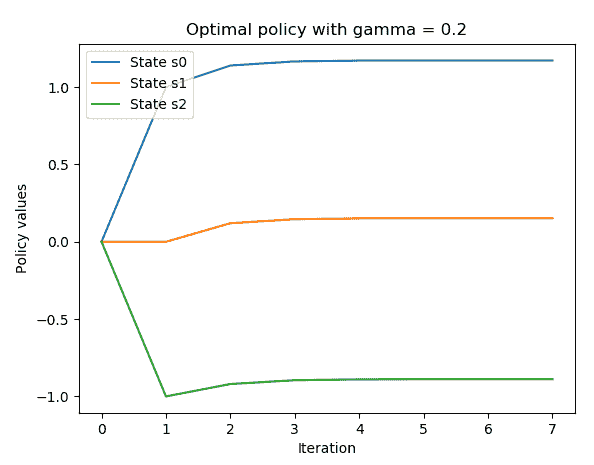 Optimal policy with gamma = 0.2
State s0
State s1
State s2
1.0
0.5
0.0
−0.5
−1.0
Policy values
0 1 2 3 4 5 6 7
Iteration